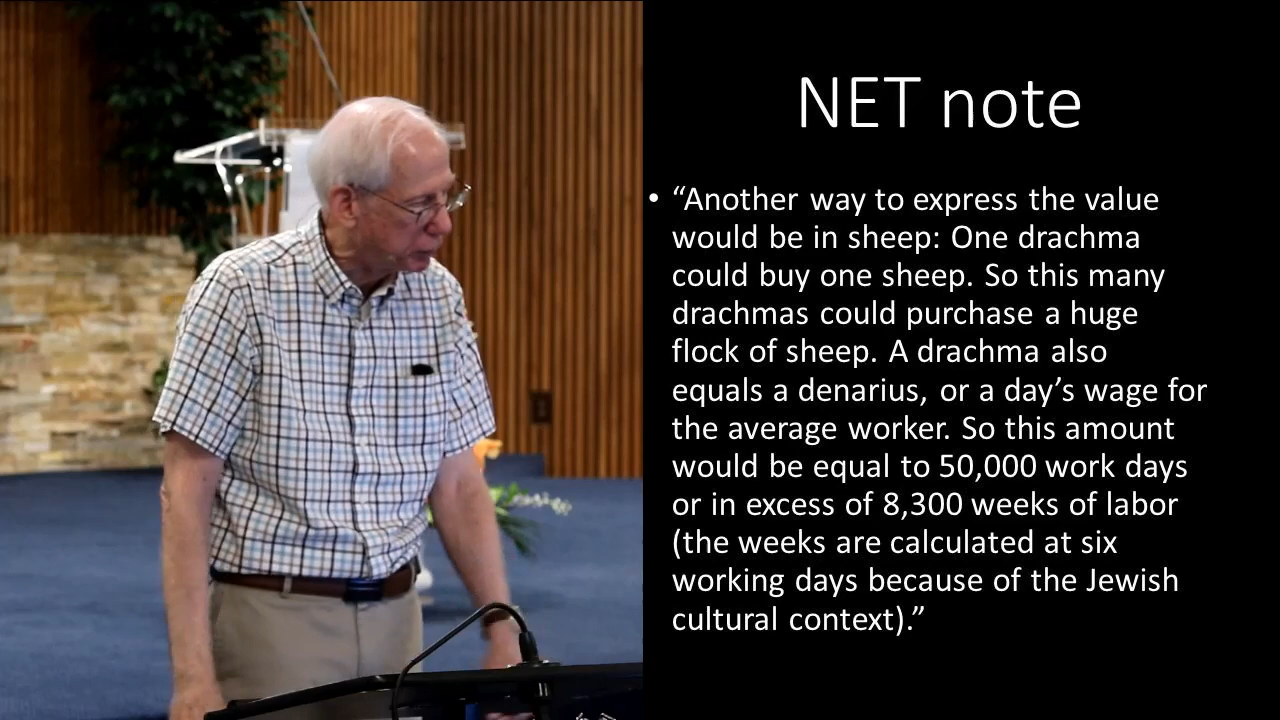 NET note
• “Another way to express the value
would be in sheep: One drachma
could buy one sheep. So this many
drachmas could purchase a huge
flock of sheep. A drachma also
equals a denarius, or a day’s wage for
the average worker. So this amount
would be equal to 50,000 work days
or in excess of 8,300 weeks of labor
(the weeks are calculated at six
working days because of the Jewish
cultural context).”